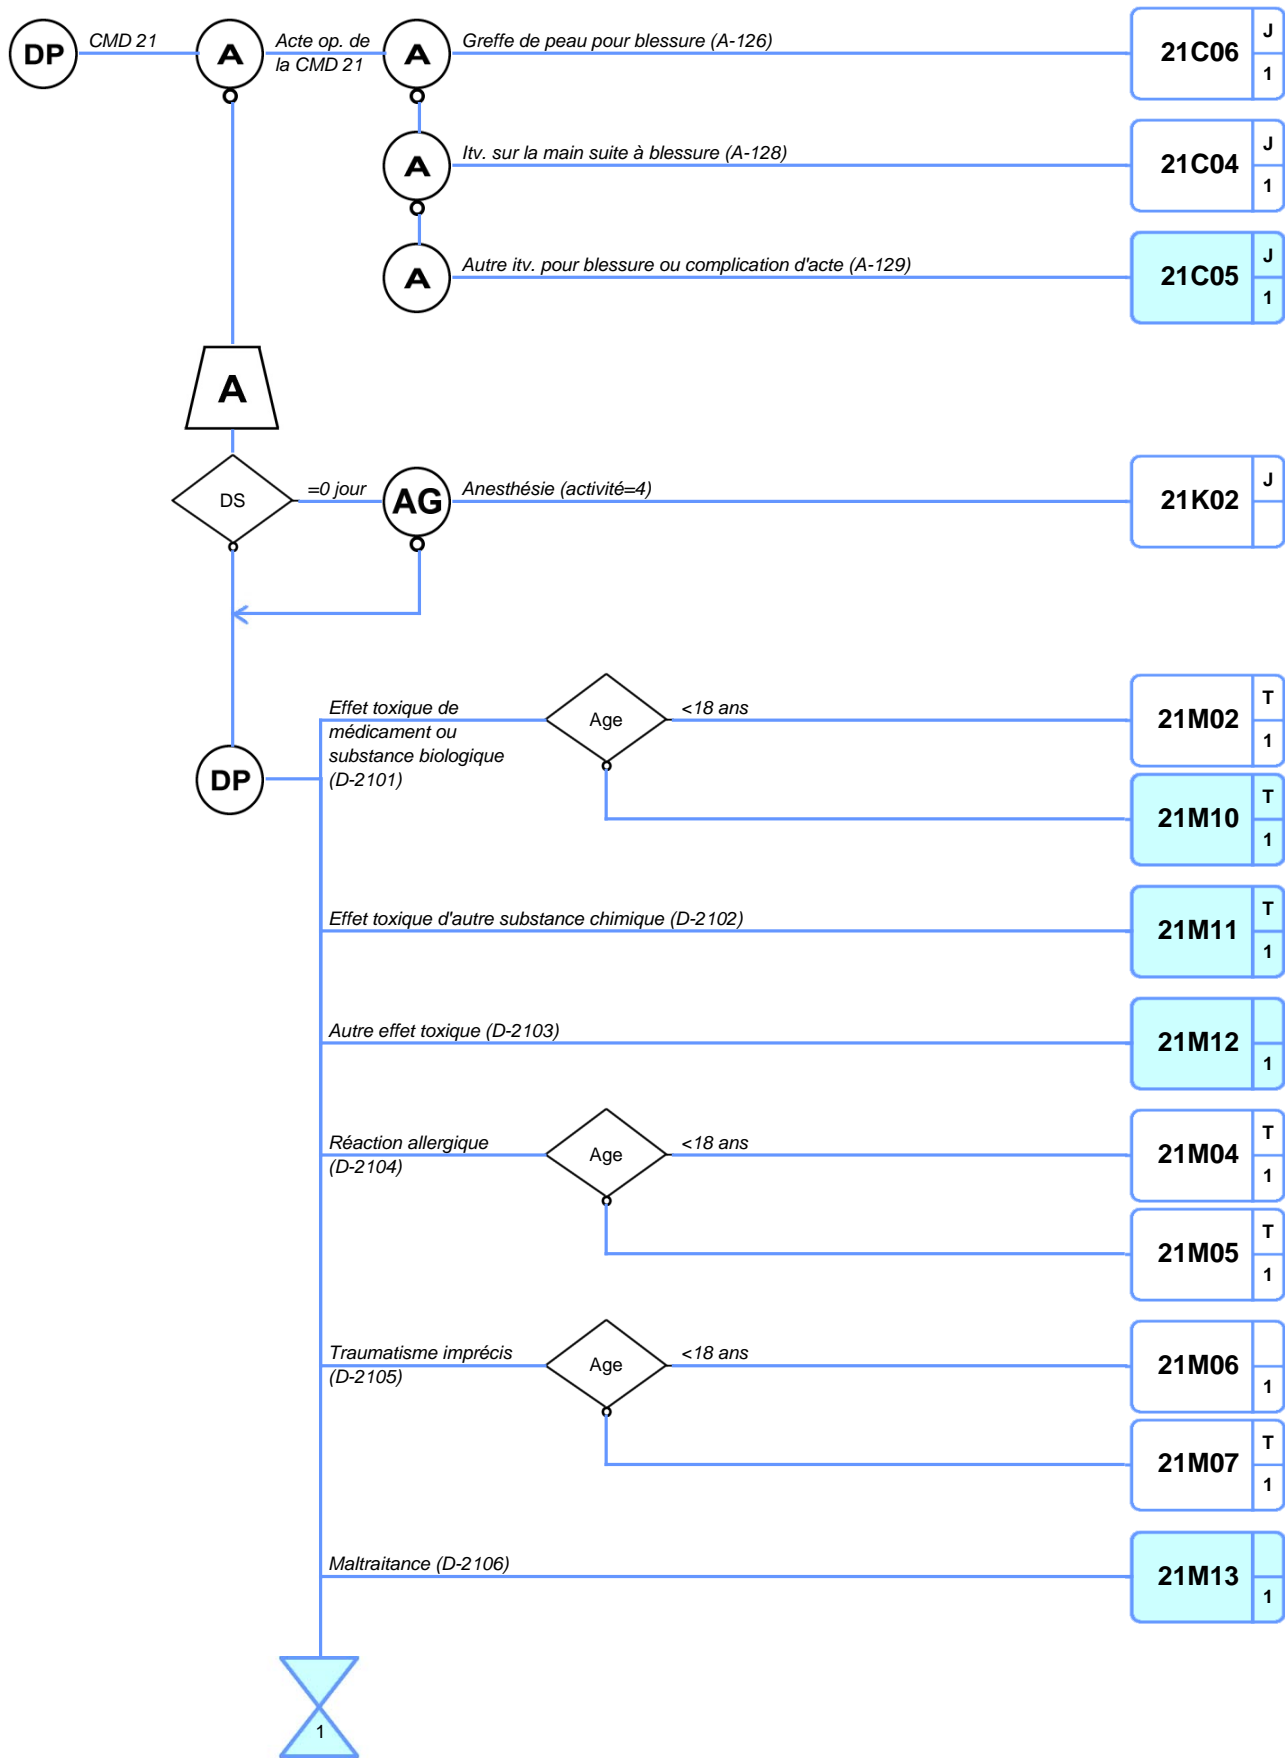 DP
CMD 21
A
Acte op. de
la CMD 21
A
Greffe de peau pour blessure (A-126)
21C06
J
1
A
Itv. sur la main suite à blessure (A-128)
21C04
J
1
A
Autre itv. pour blessure ou complication d'acte (A-129)
21C05
J
1
A
DS
=0 jour
AG
Anesthésie (activité=4)
21K02
J
DP
Effet toxique de
médicament ou
substance biologique
(D-2101)
Age
<18 ans
21M02
T
1
21M10
T
1
Effet toxique d'autre substance chimique (D-2102)
21M11
T
1
Autre effet toxique (D-2103)
21M12
1
Réaction allergique
(D-2104)
Age
<18 ans
21M04
T
1
21M05
T
1
Traumatisme imprécis
(D-2105)
Age
<18 ans
21M06
1
21M07
T
1
Maltraitance (D-2106)
21M13
1
1